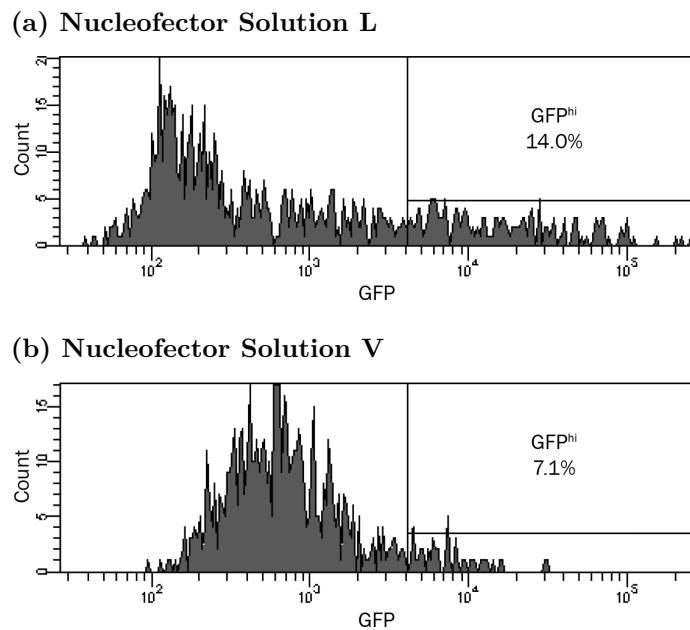 (a) Nucleofector Solution L
Count
20
15
10
5
0
GFPʰⁱ
14.0%
10² 10³ 10⁴ 10⁵
GFP
(b) Nucleofector Solution V
Count
15
10
5
0
GFPʰⁱ
7.1%
10² 10³ 10⁴ 10⁵
GFP